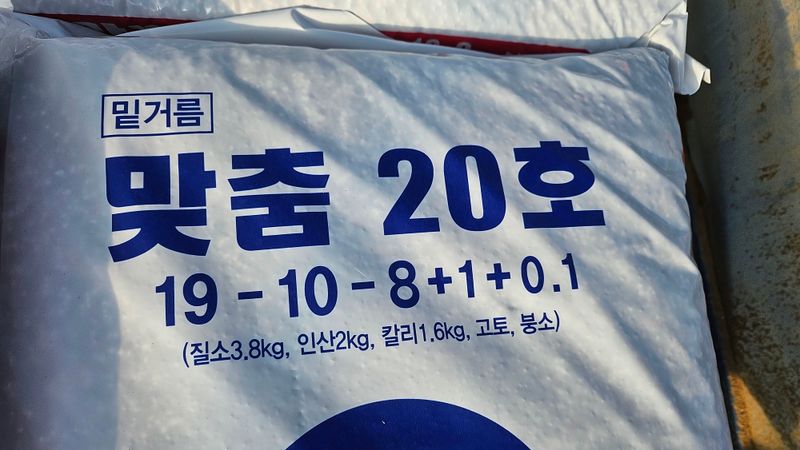 밑거름
맞춤 20호
19-10-8+1+0.1
(질소3.8kg, 인산2kg, 칼리1.6kg, 고토, 붕소)